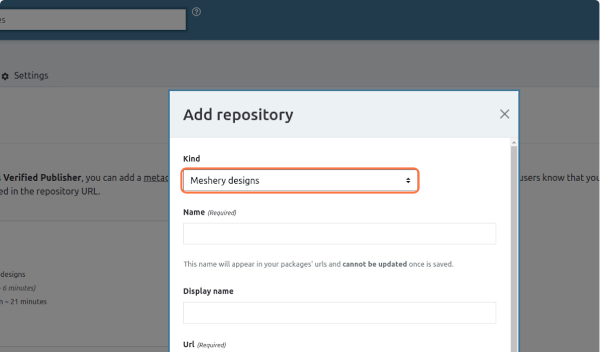 es
Settings
Add repository
Kind
Verified Publisher, you can add a metad
users know that you
Meshery designs
ed in the repository URL.
Name (Required)
This name will appear in your packages' urls and cannot be updated once is saved.
designs
6 minutes)
Display name
n – 21 minutes
Url (Required)